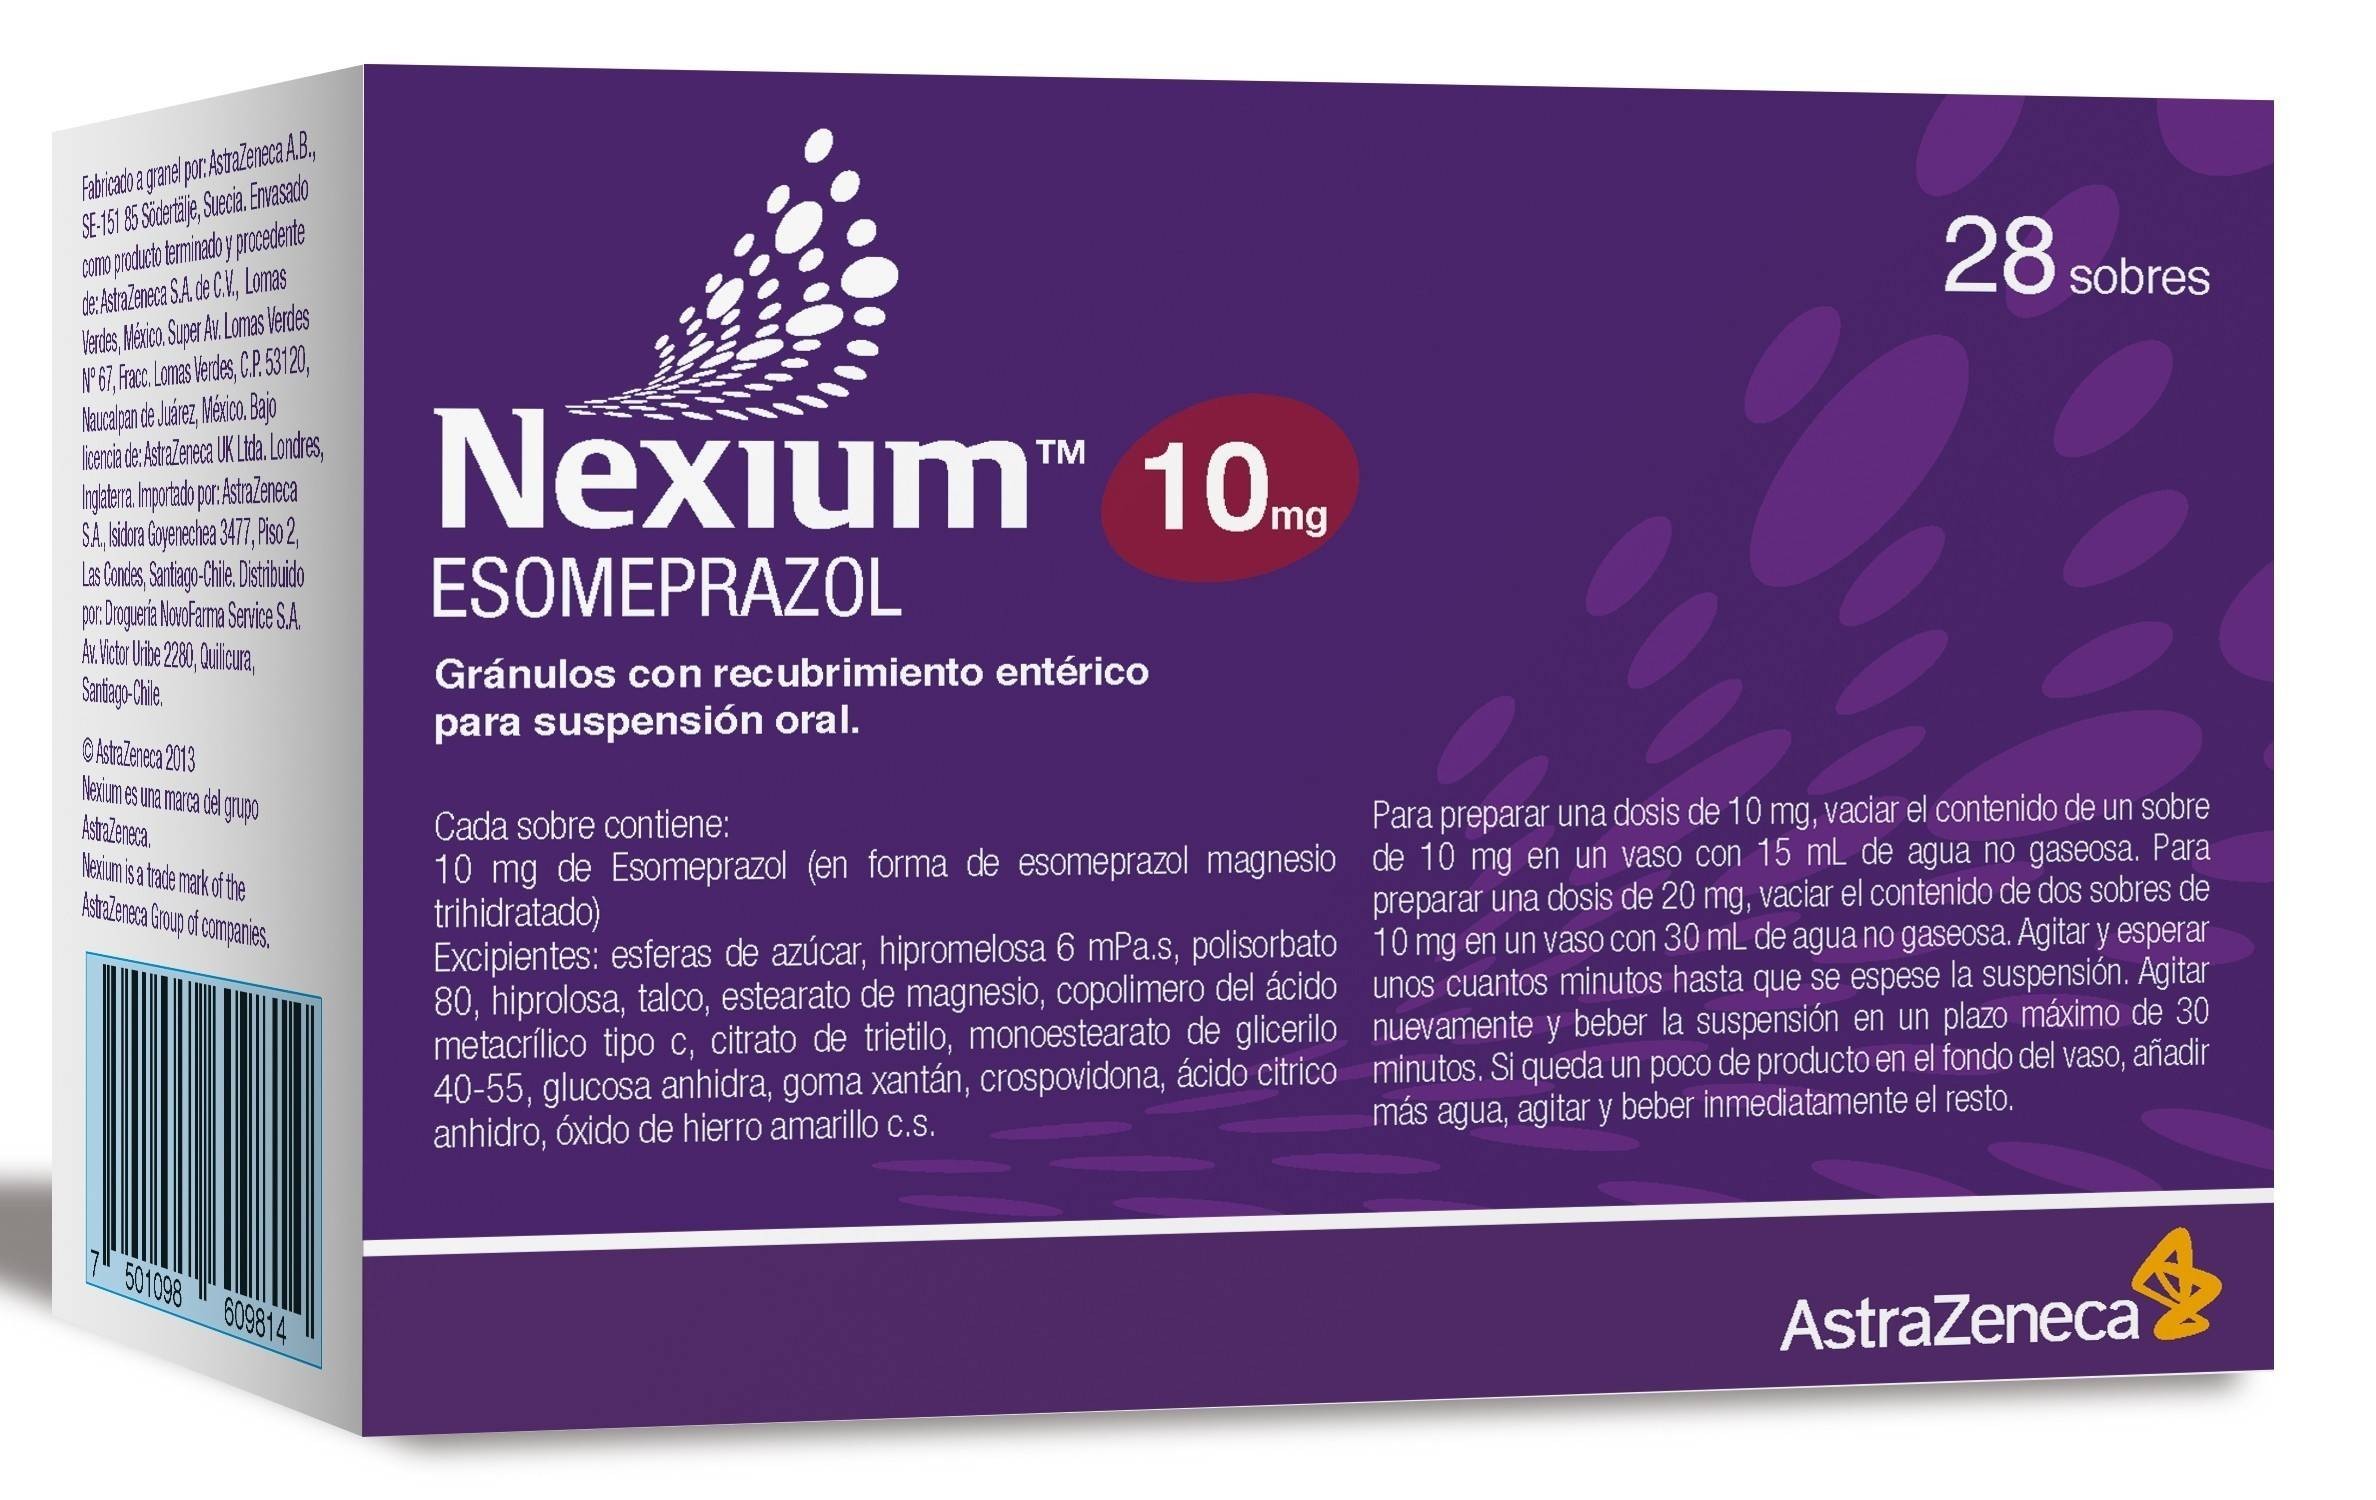 Fabricado a granel por: AstraZeneca A.B.,
SE-151 85 Södertälje, Suecia. Envasado
como producto terminado y procedente
de: AstraZeneca S.A. de C.V., Lomas
Verdes, México. Super Av. Lomas Verdes
N° 67, Fracc. Lomas Verdes, C.P. 53120,
Naucalpan de Juárez, México. Bajo
licencia de: AstraZeneca UK Ltda. Londres,
Inglaterra. Importado por: AstraZeneca
S.A., Isidora Goyenechea 3477, Piso 2,
Las Condes, Santiago-Chile. Distribuido
por: Droguería NovoFarma Service S.A.
Av. Victor Uribe 2280, Quilicura,
Santiago-Chile.
© AstraZeneca 2013
Nexium es una marca del grupo
AstraZeneca.
Nexium is a trade mark of the
AstraZeneca Group of companies.
7 501098 609814
28 sobres
Nexium™ 10 mg
ESOMEPRAZOL
Gránulos con recubrimiento entérico
para suspensión oral.
Cada sobre contiene:
10 mg de Esomeprazol (en forma de esomeprazol magnesio
trihidratado)
Excipientes: esferas de azúcar, hipromelosa 6 mPa.s, polisorbato
80, hiprolosa, talco, estearato de magnesio, copolimero del ácido
metacrílico tipo c, citrato de trietilo, monoestearato de glicerilo
40-55, glucosa anhidra, goma xantán, crospovidona, ácido citrico
anhidro, óxido de hierro amarillo c.s.
Para preparar una dosis de 10 mg, vaciar el contenido de un sobre
de 10 mg en un vaso con 15 mL de agua no gaseosa. Para
preparar una dosis de 20 mg, vaciar el contenido de dos sobres de
10 mg en un vaso con 30 mL de agua no gaseosa. Agitar y esperar
unos cuantos minutos hasta que se espese la suspensión. Agitar
nuevamente y beber la suspensión en un plazo máximo de 30
minutos. Si queda un poco de producto en el fondo del vaso, añadir
más agua, agitar y beber inmediatamente el resto.
AstraZeneca